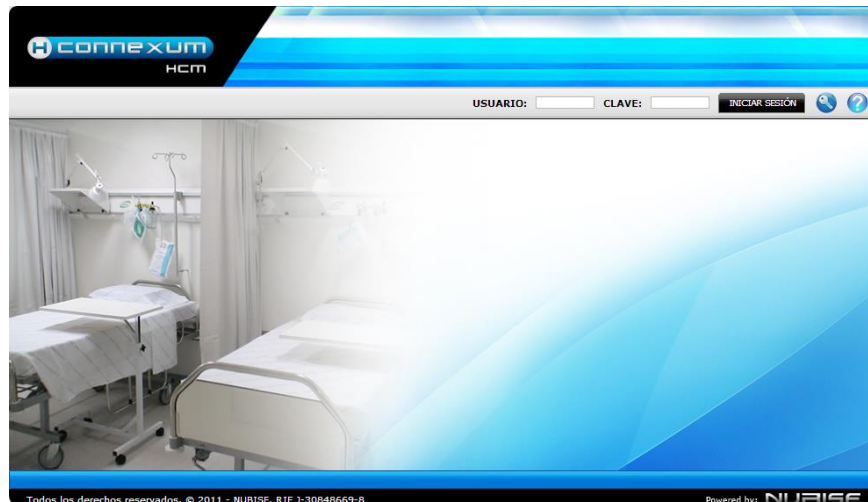 H connexum
HCM
USUARIO: CLAVE: INICIAR SESIÓN ?
Todos los derechos reservados. © 2011 - NUBISE. RIF J-30848669-8
Powered by: NUBISE